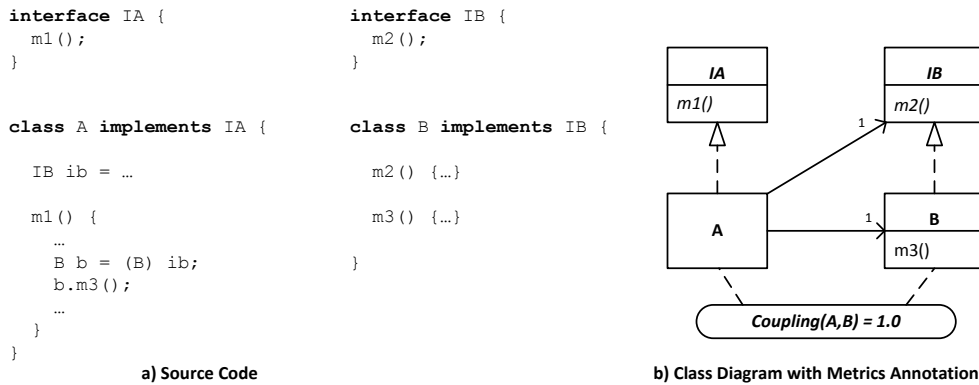 interface IA {
  m1();
}
class A implements IA {
  IB ib = …
  m1() {
    …
    B b = (B) ib;
    b.m3();
    …
  }
}
interface IB {
  m2();
}
class B implements IB {
  m2() {…}
  m3() {…}
}
a) Source Code
IA
m1()
IB
m2()
1
A
1
B
m3()
Coupling(A,B) = 1.0
b) Class Diagram with Metrics Annotation